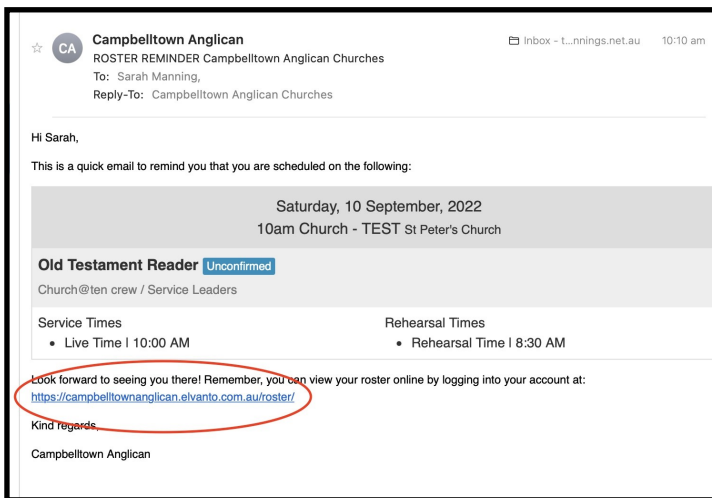 CA
Campbelltown Anglican
Inbox - t...nnings.net.au 10:10 am
ROSTER REMINDER Campbelltown Anglican Churches
To: Sarah Manning,
Reply-To: Campbelltown Anglican Churches
Hi Sarah,
This is a quick email to remind you that you are scheduled on the following:
Saturday, 10 September, 2022
10am Church - TEST St Peter's Church
Old Testament Reader Unconfirmed
Church@ten crew / Service Leaders
Service Times
• Live Time | 10:00 AM
Rehearsal Times
• Rehearsal Time | 8:30 AM
Look forward to seeing you there! Remember, you can view your roster online by logging into your account at:
https://campbelltownanglican.elvanto.com.au/roster/
Kind regards,
Campbelltown Anglican